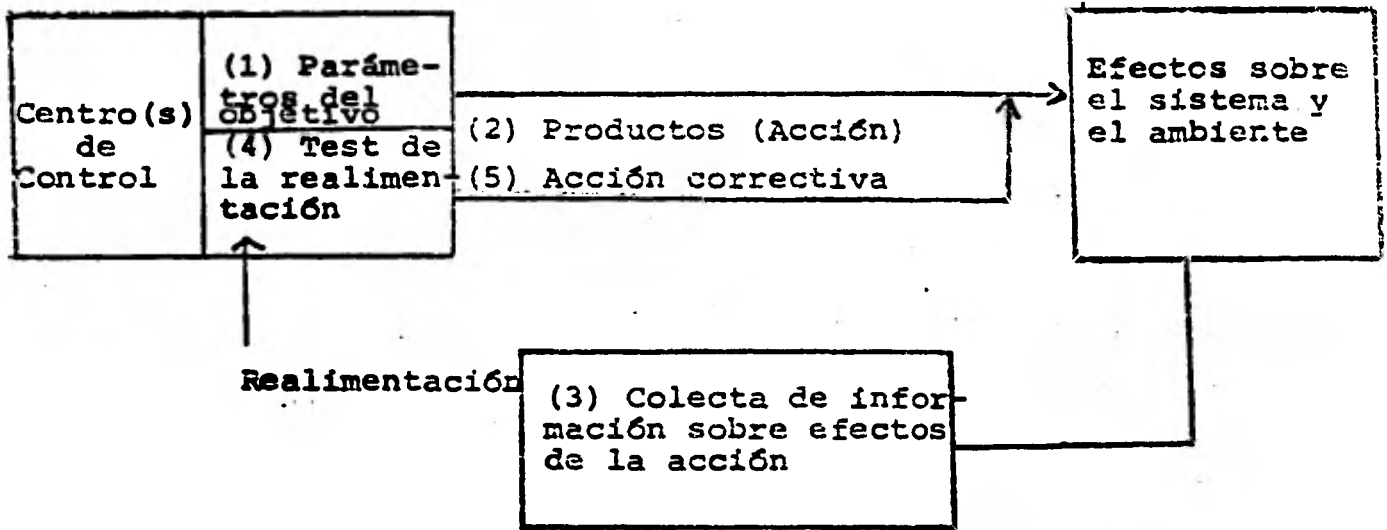 Centro(s)
de
Control
(1) Paráme-
tros del
objetivo
(4) Test de
la realimen-
tación
(2) Productos (Acción)
(5) Acción correctiva
Efectos sobre
el sistema y
el ambiente
Realimentación
(3) Colecta de infor-
mación sobre efectos
de la acción